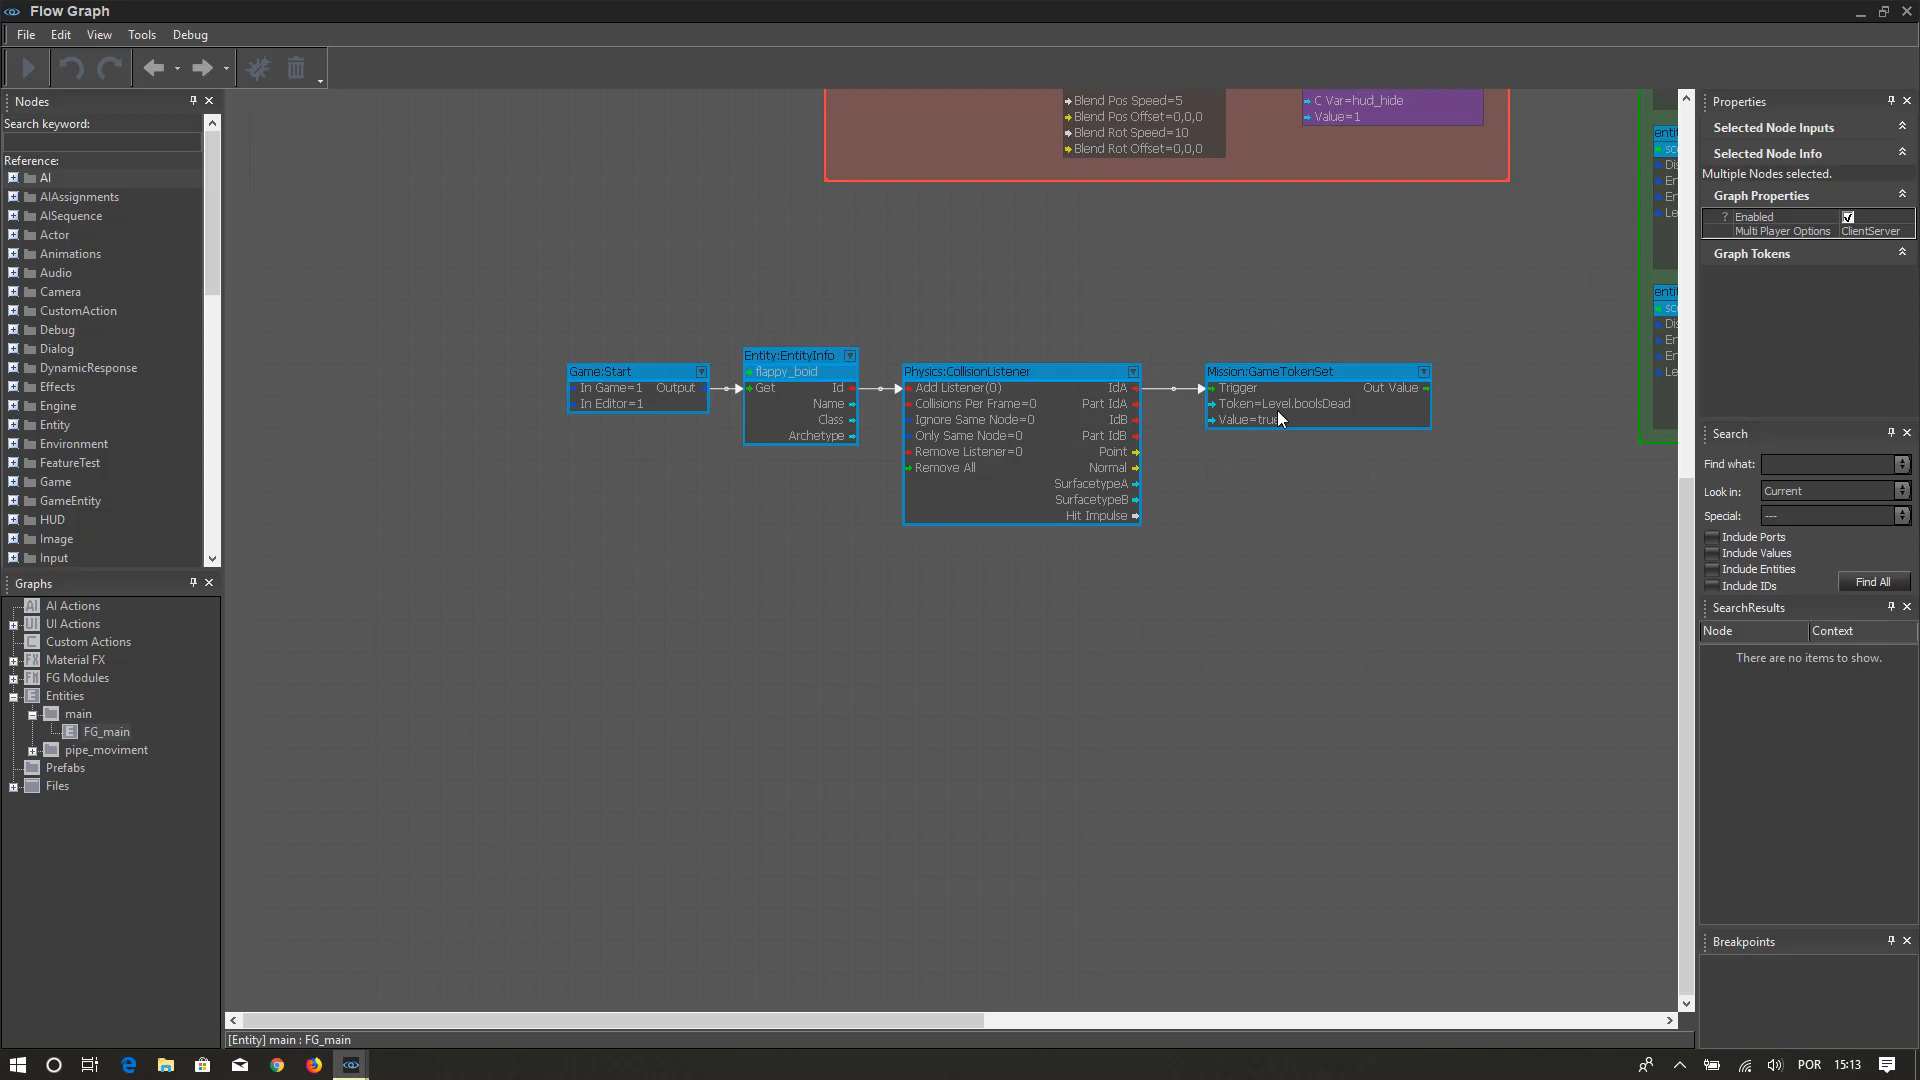 Flow Graph
File Edit View Tools Debug
Nodes
Search keyword:
Reference:
AI
AIAssignments
AISequence
Actor
Animations
Audio
Camera
CustomAction
Debug
Dialog
DynamicResponse
Effects
Engine
Entity
Environment
FeatureTest
Game
GameEntity
HUD
Image
Input
Graphs
AI Actions
UI Actions
Custom Actions
Material FX
FG Modules
Entities
main
FG_main
pipe_moviment
Prefabs
Files
Blend Pos Speed=5
Blend Pos Offset=0,0,0
Blend Rot Speed=10
Blend Rot Offset=0,0,0
C Var=hud_hide
Value=1
Game:Start
In Game=1 Output
In Editor=1
Entity:EntityInfo
flappy_boid
Get Id
Name
Class
Archetype
Physics:CollisionListener
Add Listener(0) IdA
Collisions Per Frame=0 Part IdA
Ignore Same Node=0 IdB
Only Same Node=0 Part IdB
Remove Listener=0 Point
Remove All Normal
SurfacetypeA
SurfacetypeB
Hit Impulse
Mission:GameTokenSet
Trigger Out Value
Token=Level.boolsDead
Value=true
[Entity] main : FG_main
Properties
Selected Node Inputs
Selected Node Info
Multiple Nodes selected.
Graph Properties
? Enabled
Multi Player Options ClientServer
Graph Tokens
Search
Find what:
Look in: Current
Special: ---
Include Ports
Include Values
Include Entities
Include IDs
Find All
SearchResults
Node Context
There are no items to show.
Breakpoints
POR 15:13